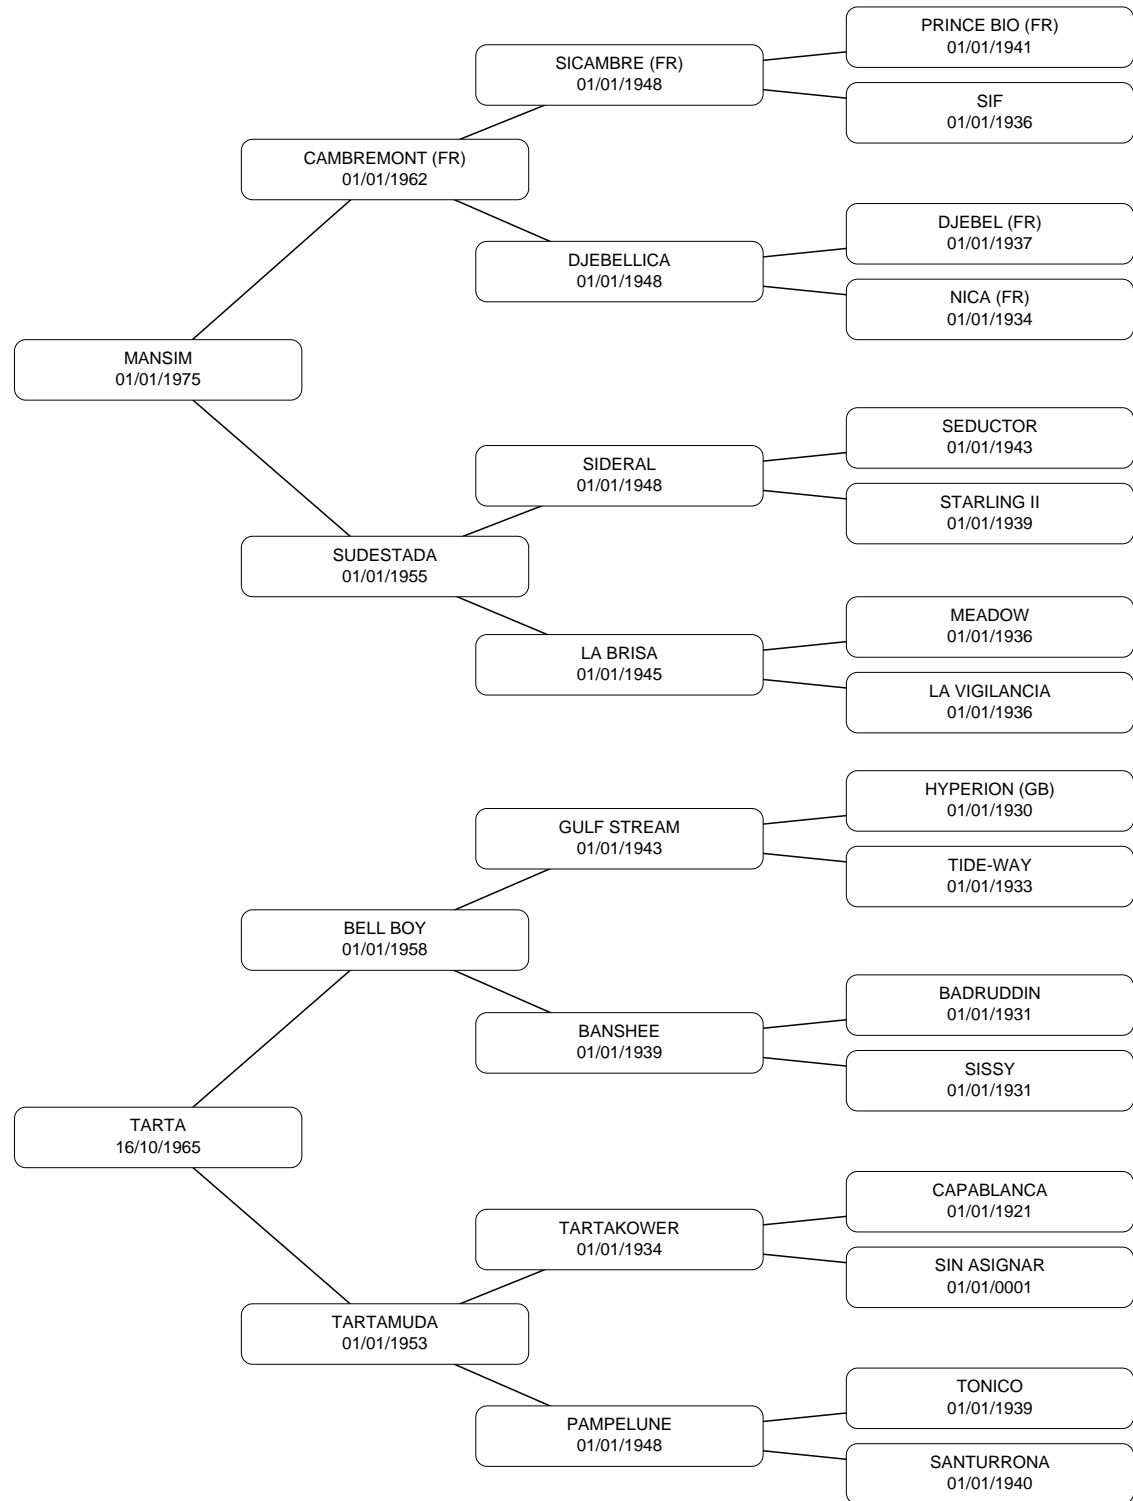 PRINCE BIO (FR)
01/01/1941
SICAMBRE (FR)
01/01/1948
SIF
01/01/1936
CAMBREMONT (FR)
01/01/1962
DJEBEL (FR)
01/01/1937
DJEBELLICA
01/01/1948
NICA (FR)
01/01/1934
MANSIM
01/01/1975
SEDUCTOR
01/01/1943
SIDERAL
01/01/1948
STARLING II
01/01/1939
SUDESTADA
01/01/1955
MEADOW
01/01/1936
LA BRISA
01/01/1945
LA VIGILANCIA
01/01/1936
HYPERION (GB)
01/01/1930
GULF STREAM
01/01/1943
TIDE-WAY
01/01/1933
BELL BOY
01/01/1958
BADRUDDIN
01/01/1931
BANSHEE
01/01/1939
SISSY
01/01/1931
TARTA
16/10/1965
CAPABLANCA
01/01/1921
TARTAKOWER
01/01/1934
SIN ASIGNAR
01/01/0001
TARTAMUDA
01/01/1953
TONICO
01/01/1939
PAMPELUNE
01/01/1948
SANTURRONA
01/01/1940